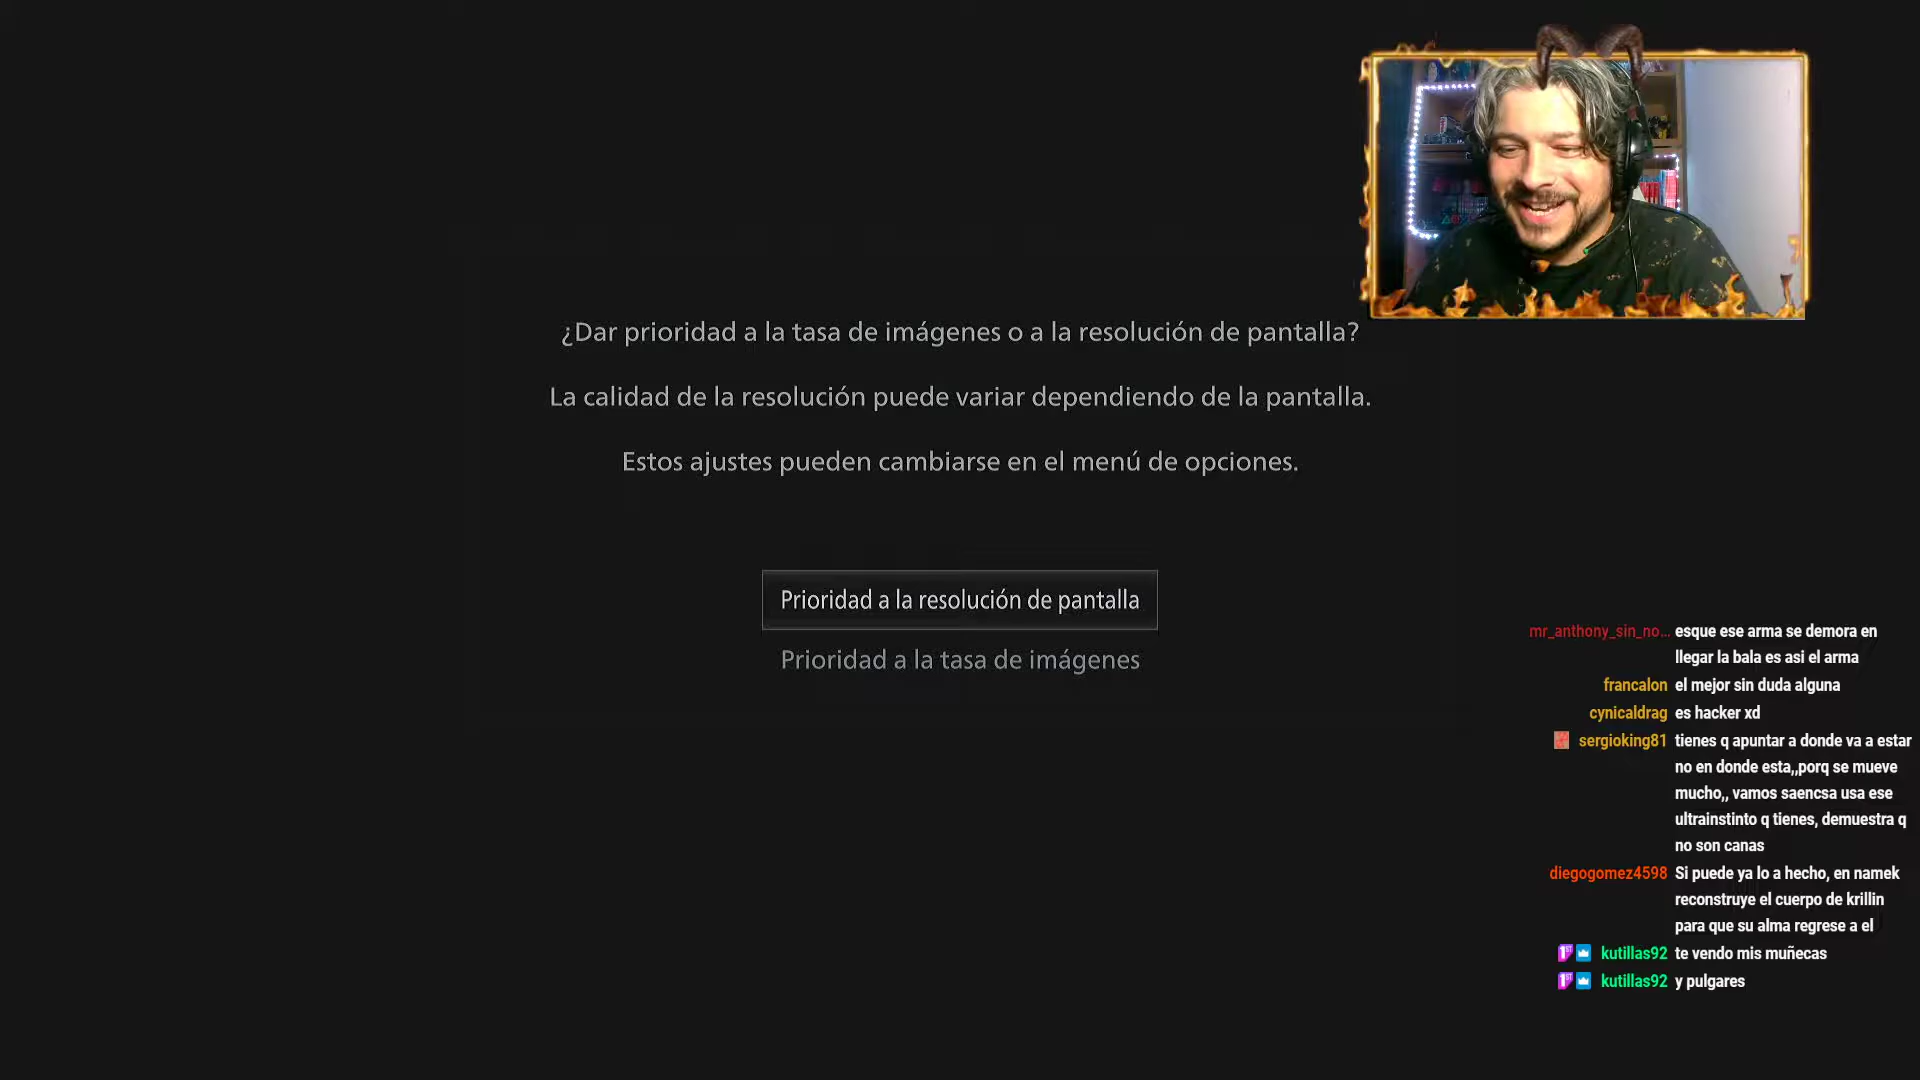 ¿Dar prioridad a la tasa de imágenes o a la resolución de pantalla?
La calidad de la resolución puede variar dependiendo de la pantalla.
Estos ajustes pueden cambiarse en el menú de opciones.
Prioridad a la resolución de pantalla
Prioridad a la tasa de imágenes
mr_anthony_sin_no... esque ese arma se demora en
llegar la bala es asi el arma
francalon el mejor sin duda alguna
cynicaldrag es hacker xd
sergioking81 tienes q apuntar a donde va a estar
no en donde esta,,porq se mueve
mucho,, vamos saencsa usa ese
ultrainstinto q tienes, demuestra q
no son canas
diegogomez4598 Si puede ya lo a hecho, en namek
reconstruye el cuerpo de krillin
para que su alma regrese a el
kutillas92 te vendo mis muñecas
kutillas92 y pulgares